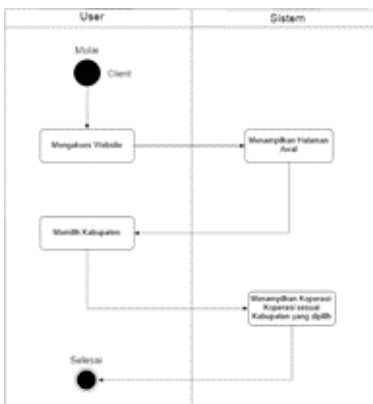 User
Sistem
Mulai
Client
Mengakses Website
Menampilkan Halaman
Awal
Memilih Kabupaten
Menampilkan Koperasi-
Koperasi sesuai
Kabupaten yang dipilih
Selesai